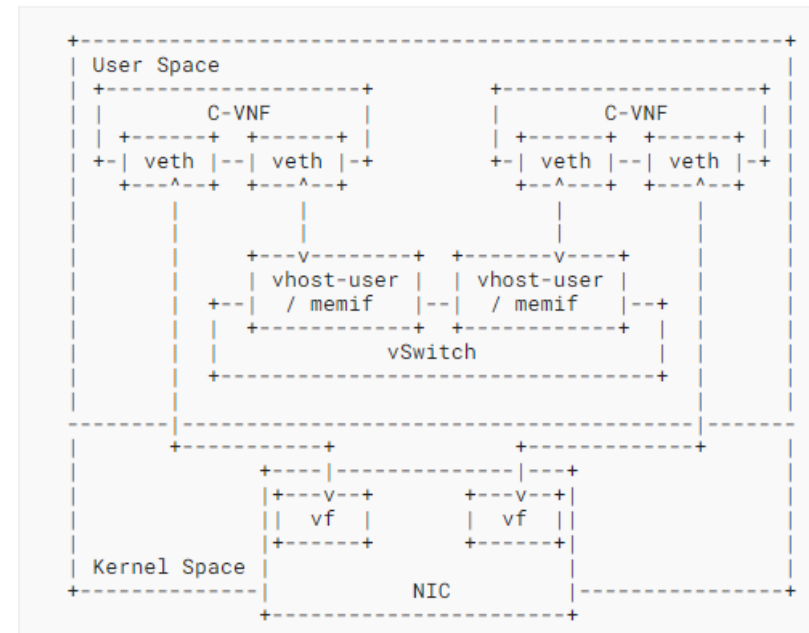 User Space
C-VNF C-VNF
veth veth veth veth
vhost-user vhost-user
/ memif / memif
vSwitch
vf vf
Kernel Space
NIC